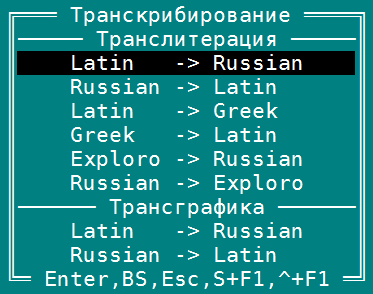 Транскрибирование
Транслитерация
Latin -> Russian
Russian -> Latin
Latin -> Greek
Greek -> Latin
Exploro -> Russian
Russian -> Exploro
Трансграфика
Latin -> Russian
Russian -> Latin
Enter,BS,Esc,S+F1,^+F1